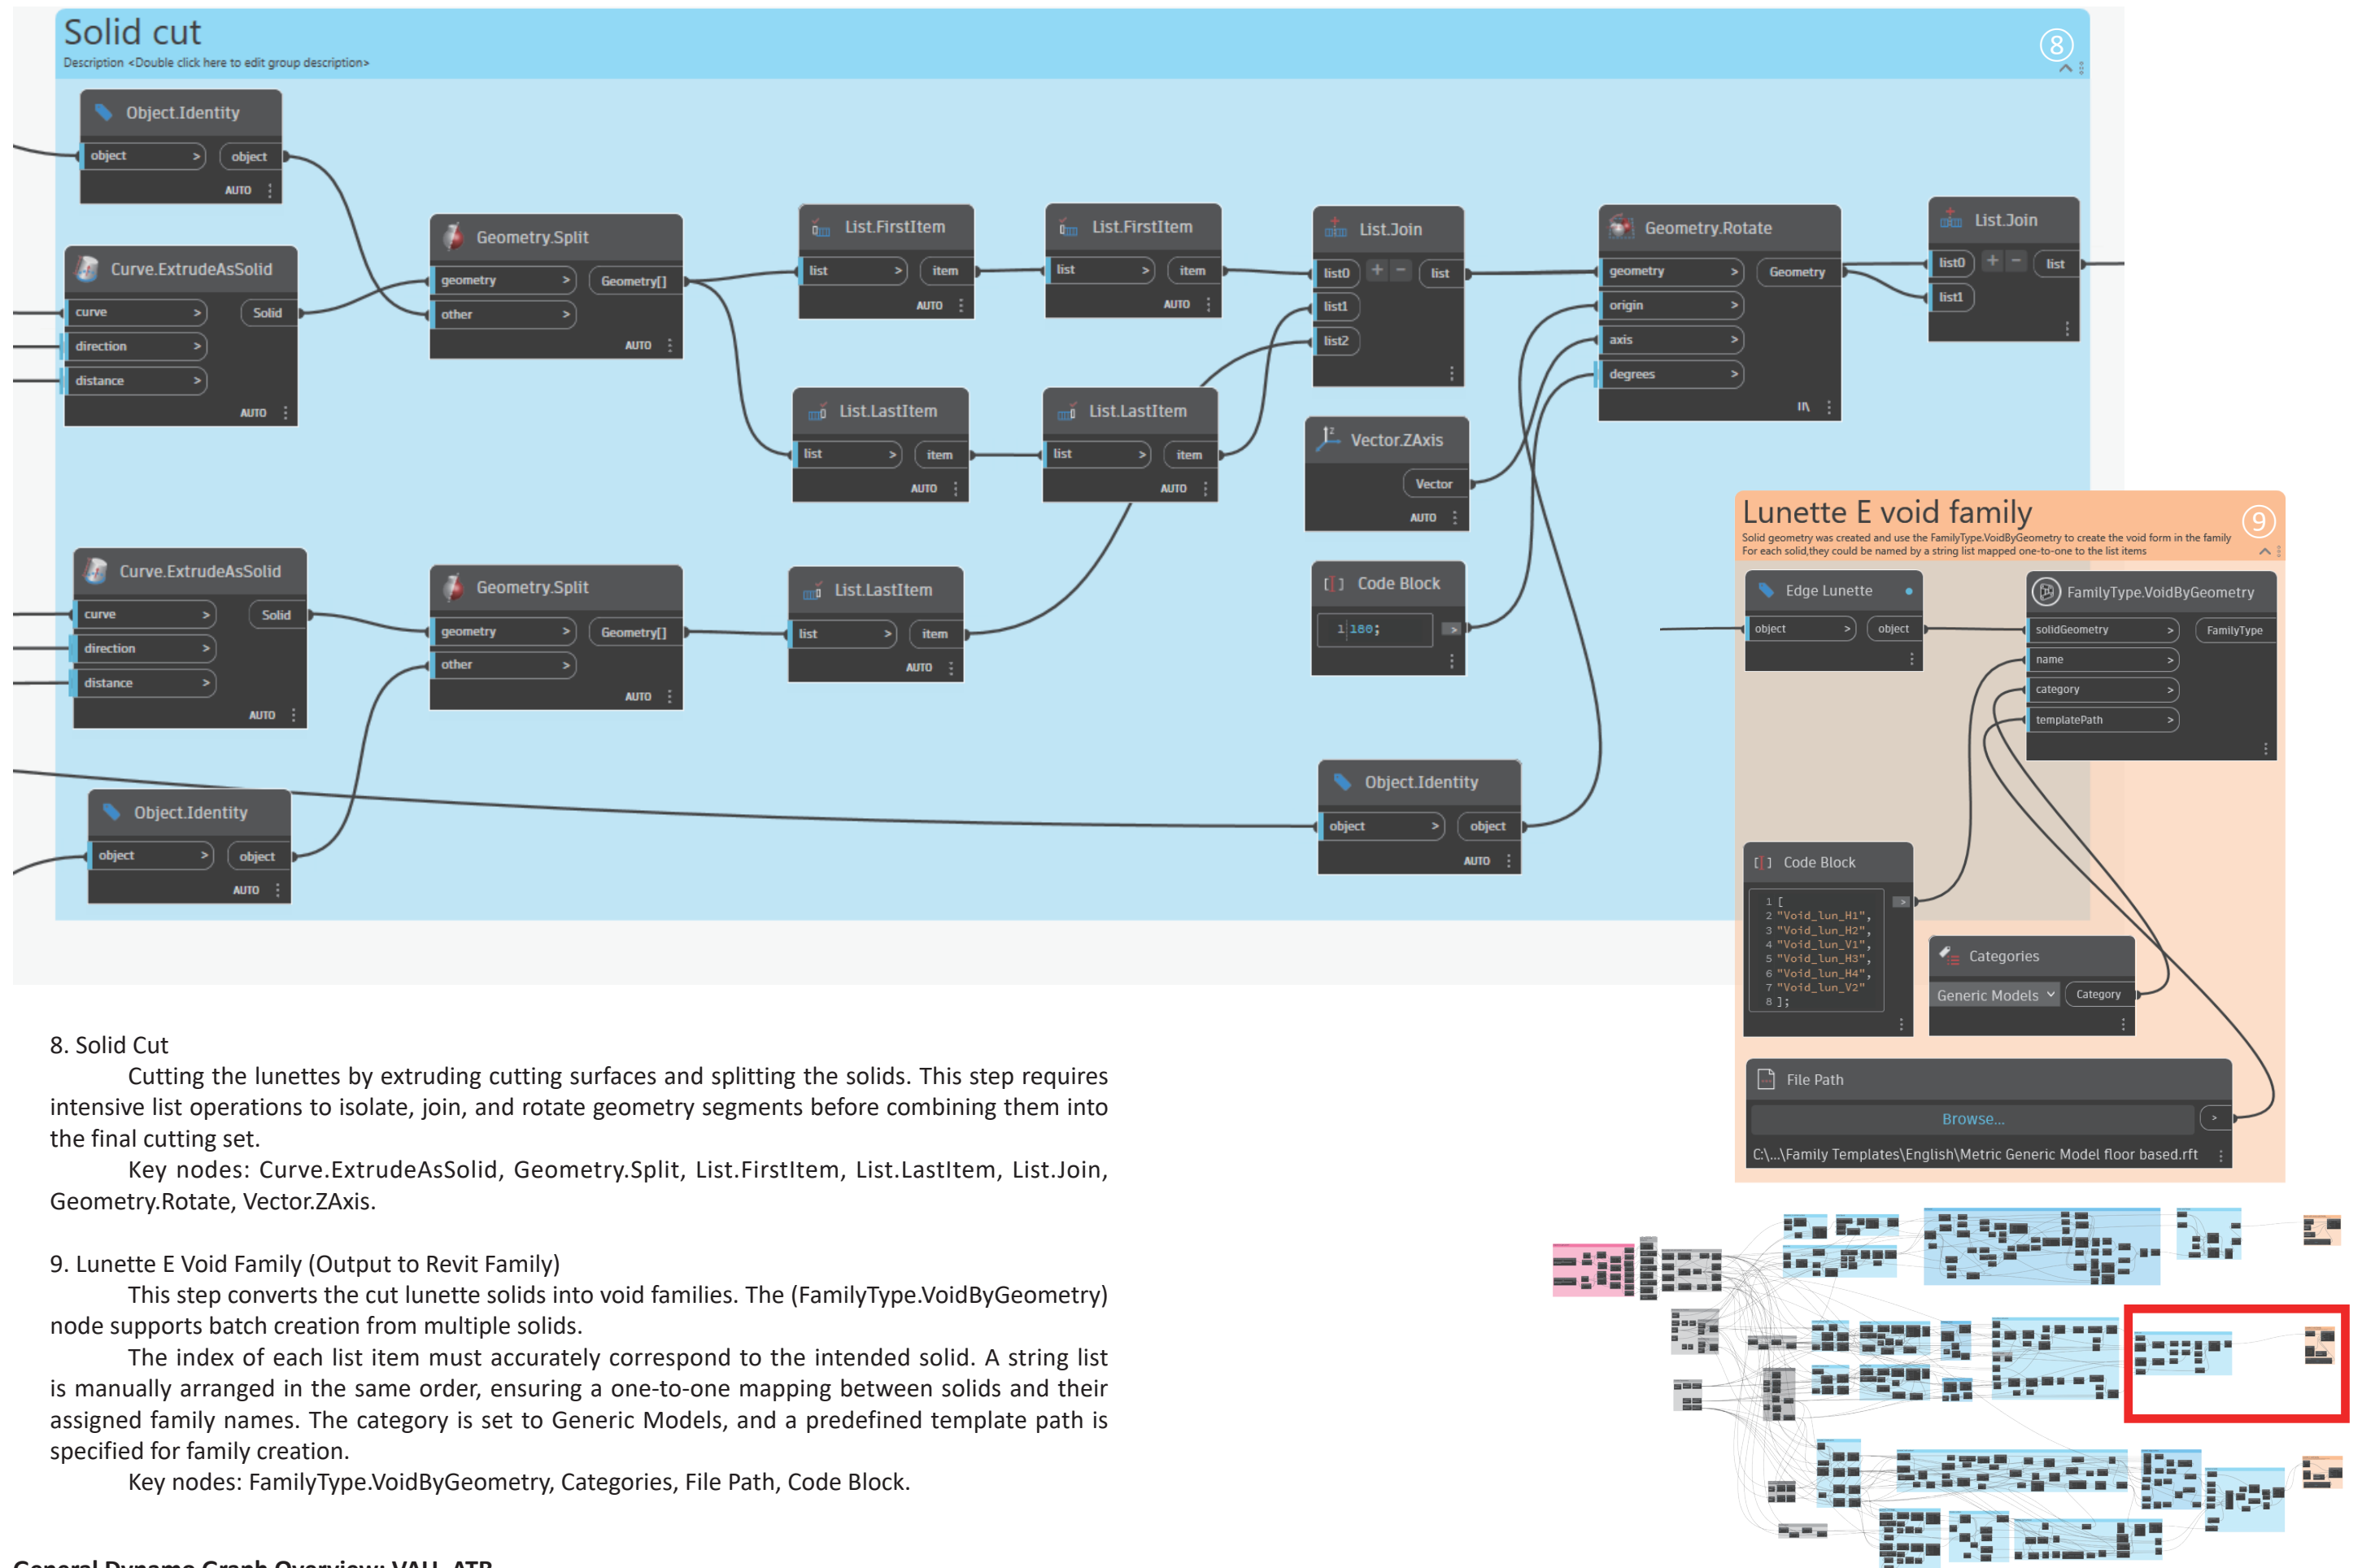 Solid cut
Description <Double click here to edit group description>
8
Object.Identity
object > object
AUTO
Curve.ExtrudeAsSolid
curve > Solid
direction >
distance >
AUTO
Geometry.Split
geometry > Geometry[]
other >
AUTO
List.FirstItem
list > item
AUTO
List.FirstItem
list > item
AUTO
List.LastItem
list > item
AUTO
List.LastItem
list > item
AUTO
List.Join
list0 + - list
list1
list2
Vector.ZAxis
Vector
AUTO
Code Block
1 180; >
Geometry.Rotate
geometry > Geometry
origin >
axis >
degrees >
List.Join
list0 + - list
list1
Curve.ExtrudeAsSolid
curve > Solid
direction >
distance >
AUTO
Geometry.Split
geometry > Geometry[]
other >
AUTO
List.LastItem
list > item
AUTO
Object.Identity
object > object
AUTO
Object.Identity
object > object
AUTO
Lunette E void family
9
Solid geometry was created and use the FamilyType.VoidByGeometry to create the void form in the family
For each solid,they could be named by a string list mapped one-to-one to the list items
Edge Lunette
object > object
FamilyType.VoidByGeometry
solidGeometry > FamilyType
name >
category >
templatePath >
Code Block
1 [ >
2 "Void_lun_H1",
3 "Void_lun_H2",
4 "Void_lun_V1",
5 "Void_lun_H3",
6 "Void_lun_H4",
7 "Void_lun_V2"
8 ];
Categories
Generic Models Category
File Path
Browse... >
C:\...\Family Templates\English\Metric Generic Model floor based.rft
8. Solid Cut
Cutting the lunettes by extruding cutting surfaces and splitting the solids. This step requires
intensive list operations to isolate, join, and rotate geometry segments before combining them into
the final cutting set.
Key nodes: Curve.ExtrudeAsSolid, Geometry.Split, List.FirstItem, List.LastItem, List.Join,
Geometry.Rotate, Vector.ZAxis.
9. Lunette E Void Family (Output to Revit Family)
This step converts the cut lunette solids into void families. The (FamilyType.VoidByGeometry)
node supports batch creation from multiple solids.
The index of each list item must accurately correspond to the intended solid. A string list
is manually arranged in the same order, ensuring a one-to-one mapping between solids and their
assigned family names. The category is set to Generic Models, and a predefined template path is
specified for family creation.
Key nodes: FamilyType.VoidByGeometry, Categories, File Path, Code Block.
General Dynamo Graph Overview: